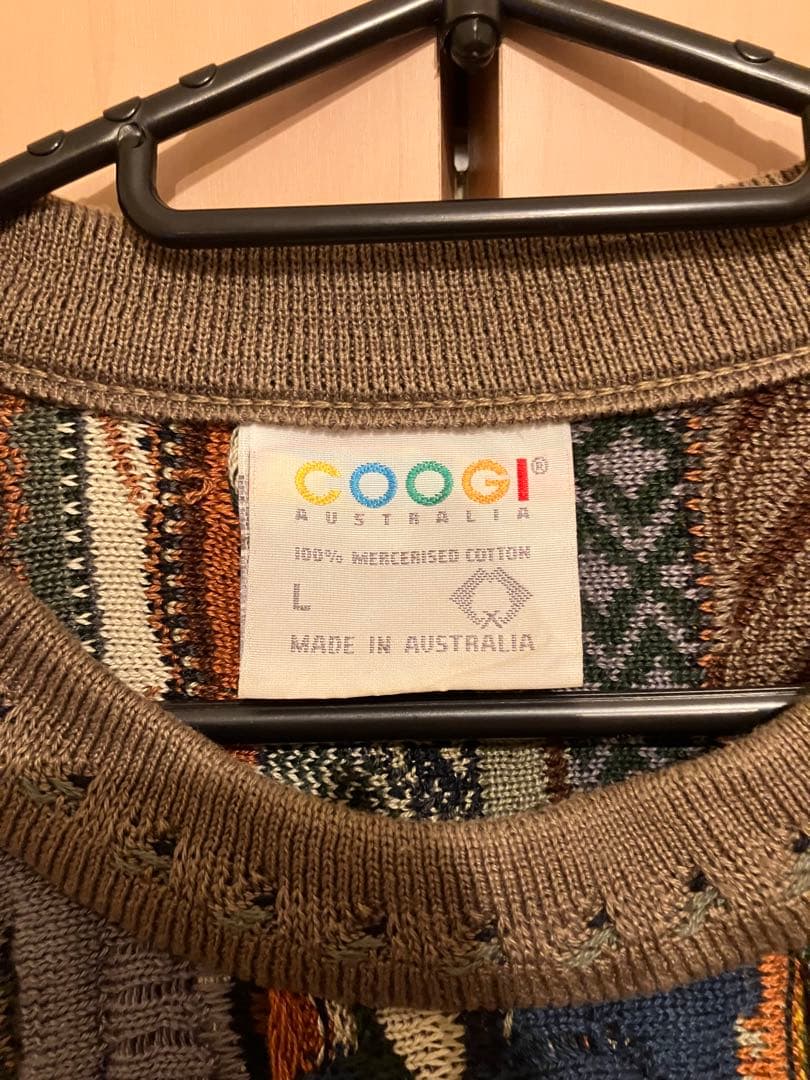 COOGI®
AUSTRALIA
100% MERCERISED COTTON
L
MADE IN AUSTRALIA